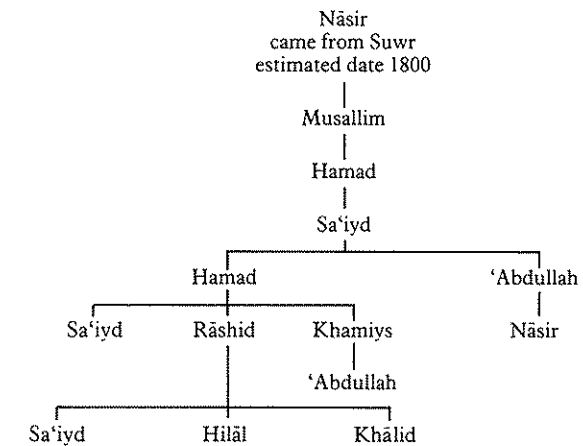 Nāsir
came from Suwr
estimated date 1800
Musallim
Hamad
Sa‘iyd
Hamad ‘Abdullah
Sa‘iyd Rāshid Khamiys Nāsir
‘Abdullah
Sa‘iyd Hilāl Khālid